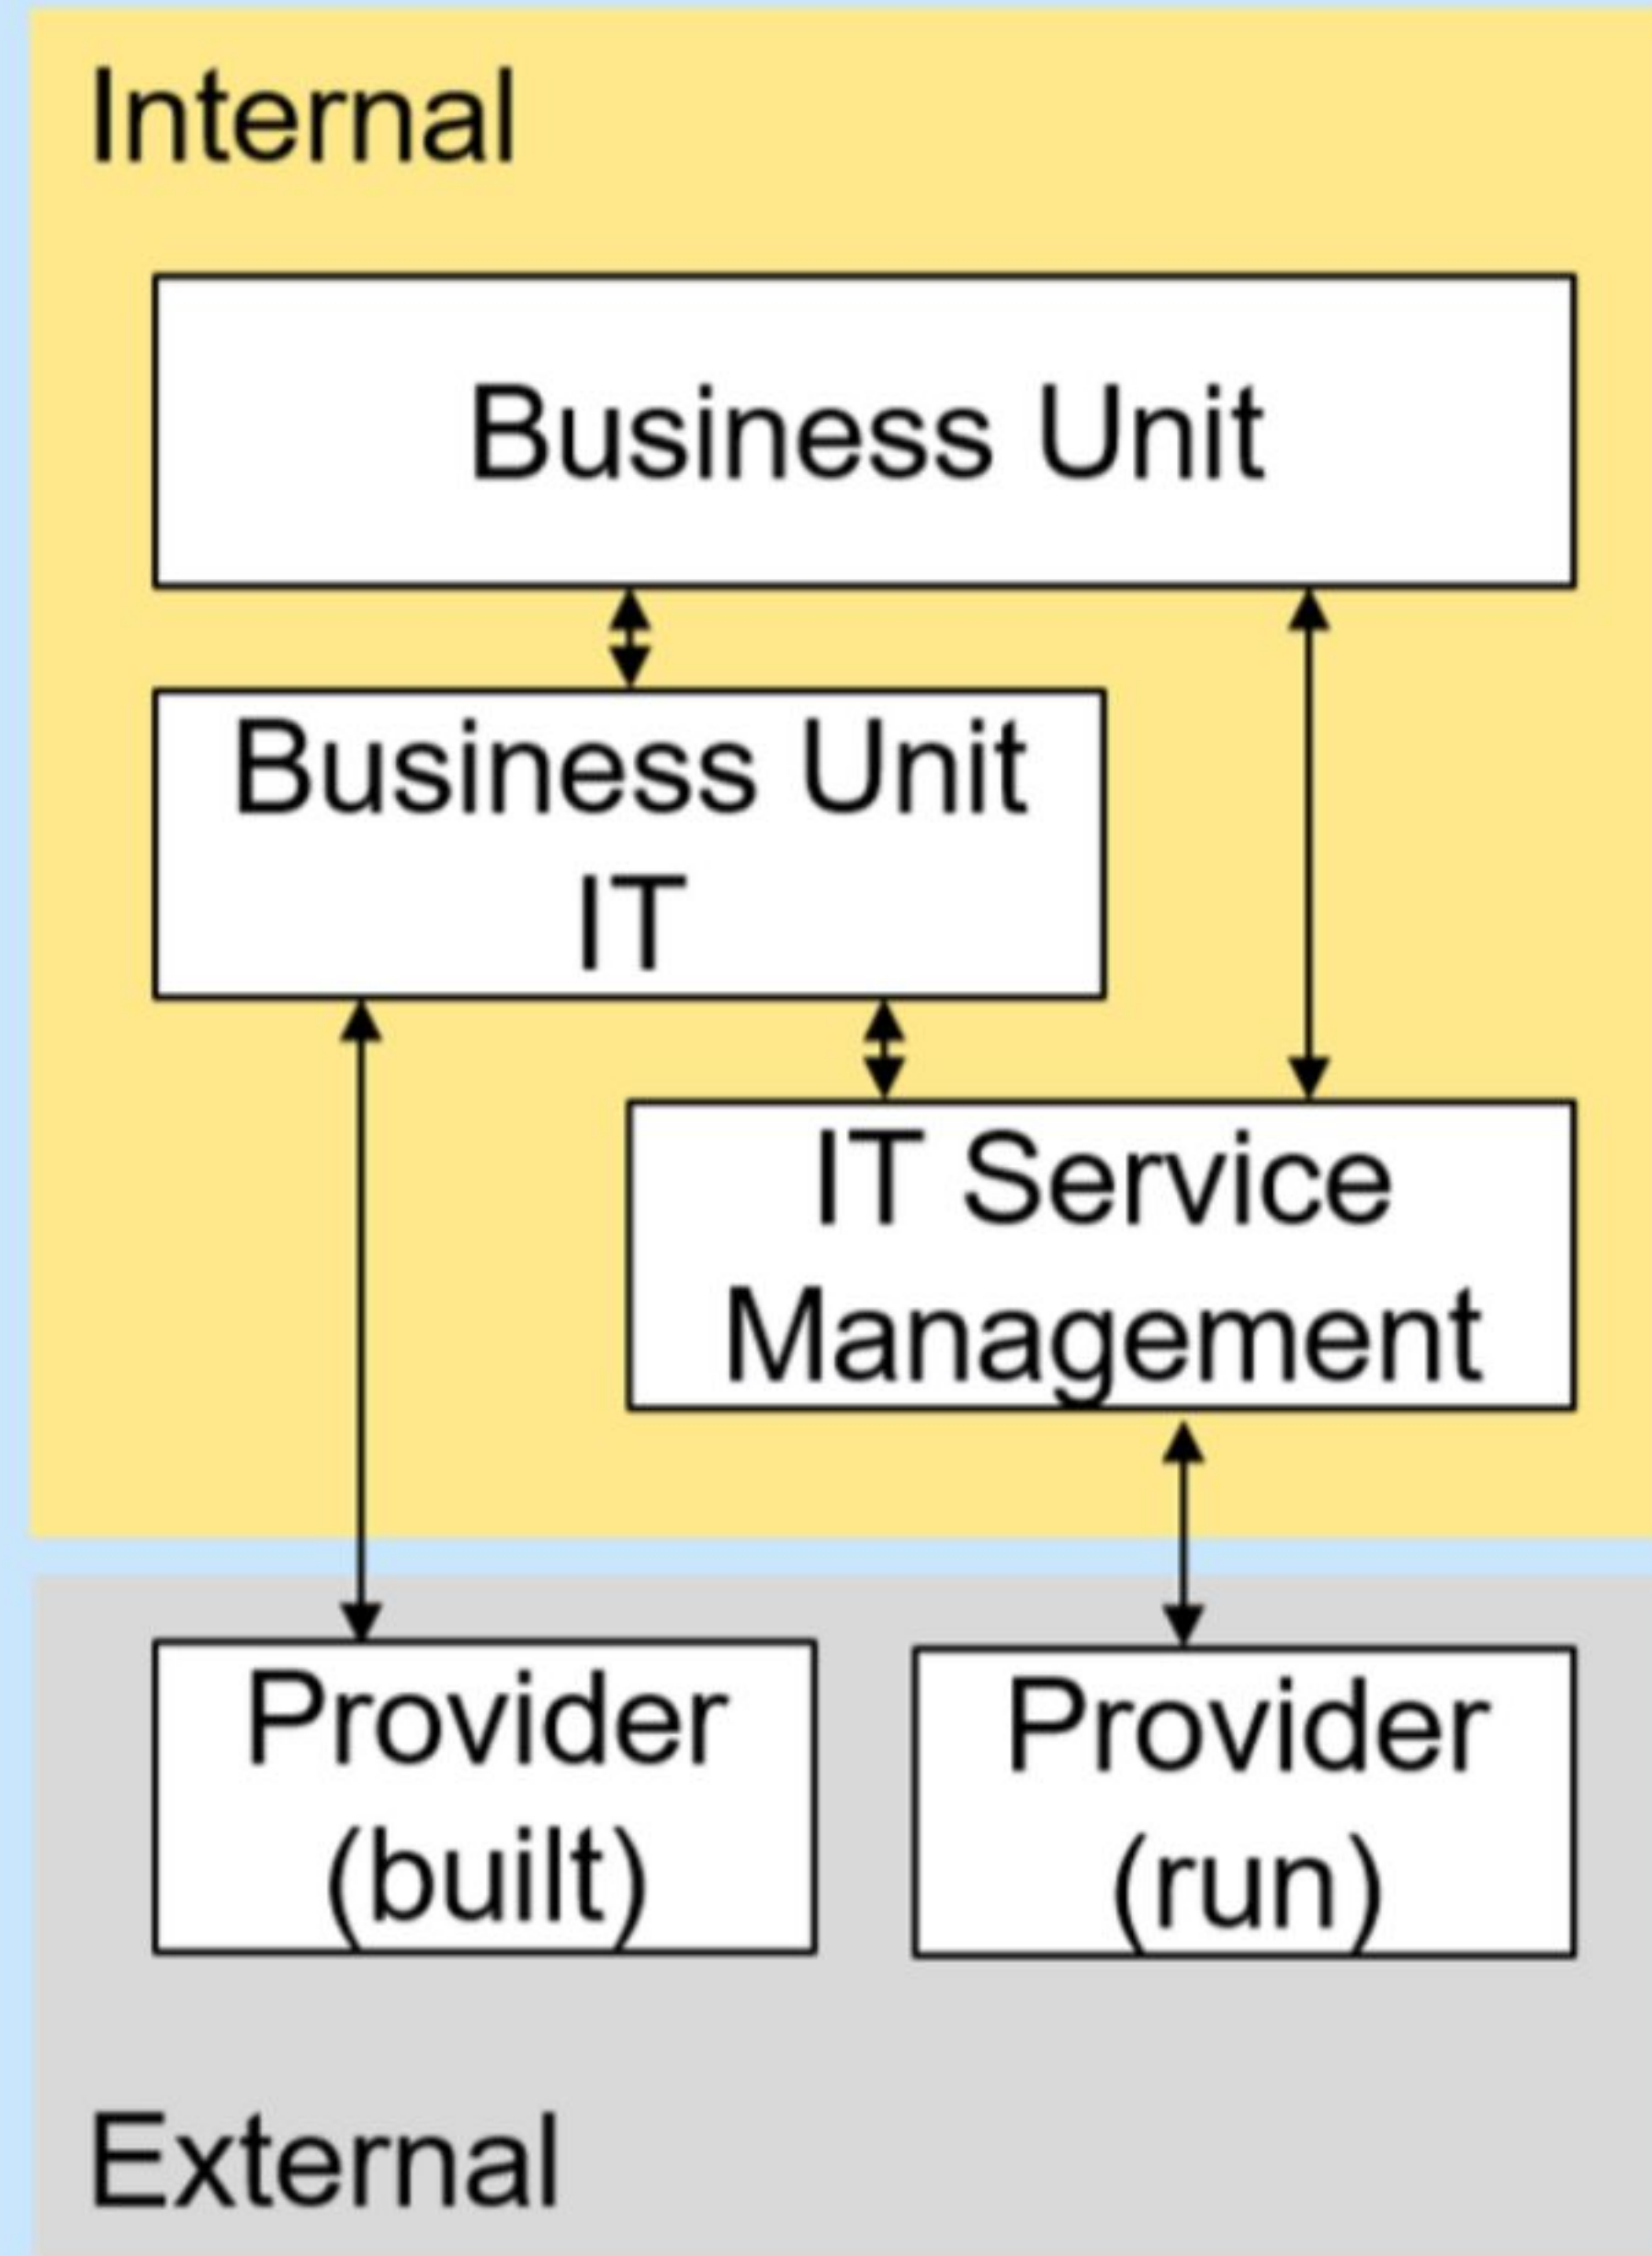 Internal
Business Unit
Business Unit
IT
IT Service
Management
Provider
(built)
Provider
(run)
External